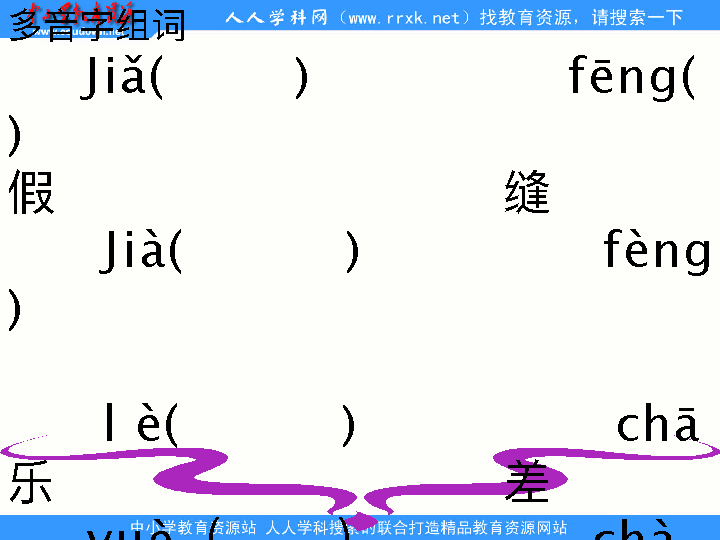 人人学科网（www.rrxk.net）找教育资源，请搜索一下
多音字组词
Jiǎ( ) fēng(
)
假 缝
Jià( ) fèng
)
l è( ) chā
乐 差
yuè ( ) chà
中小学教育资源站 人人学科搜索的联合打造精品教育资源网站